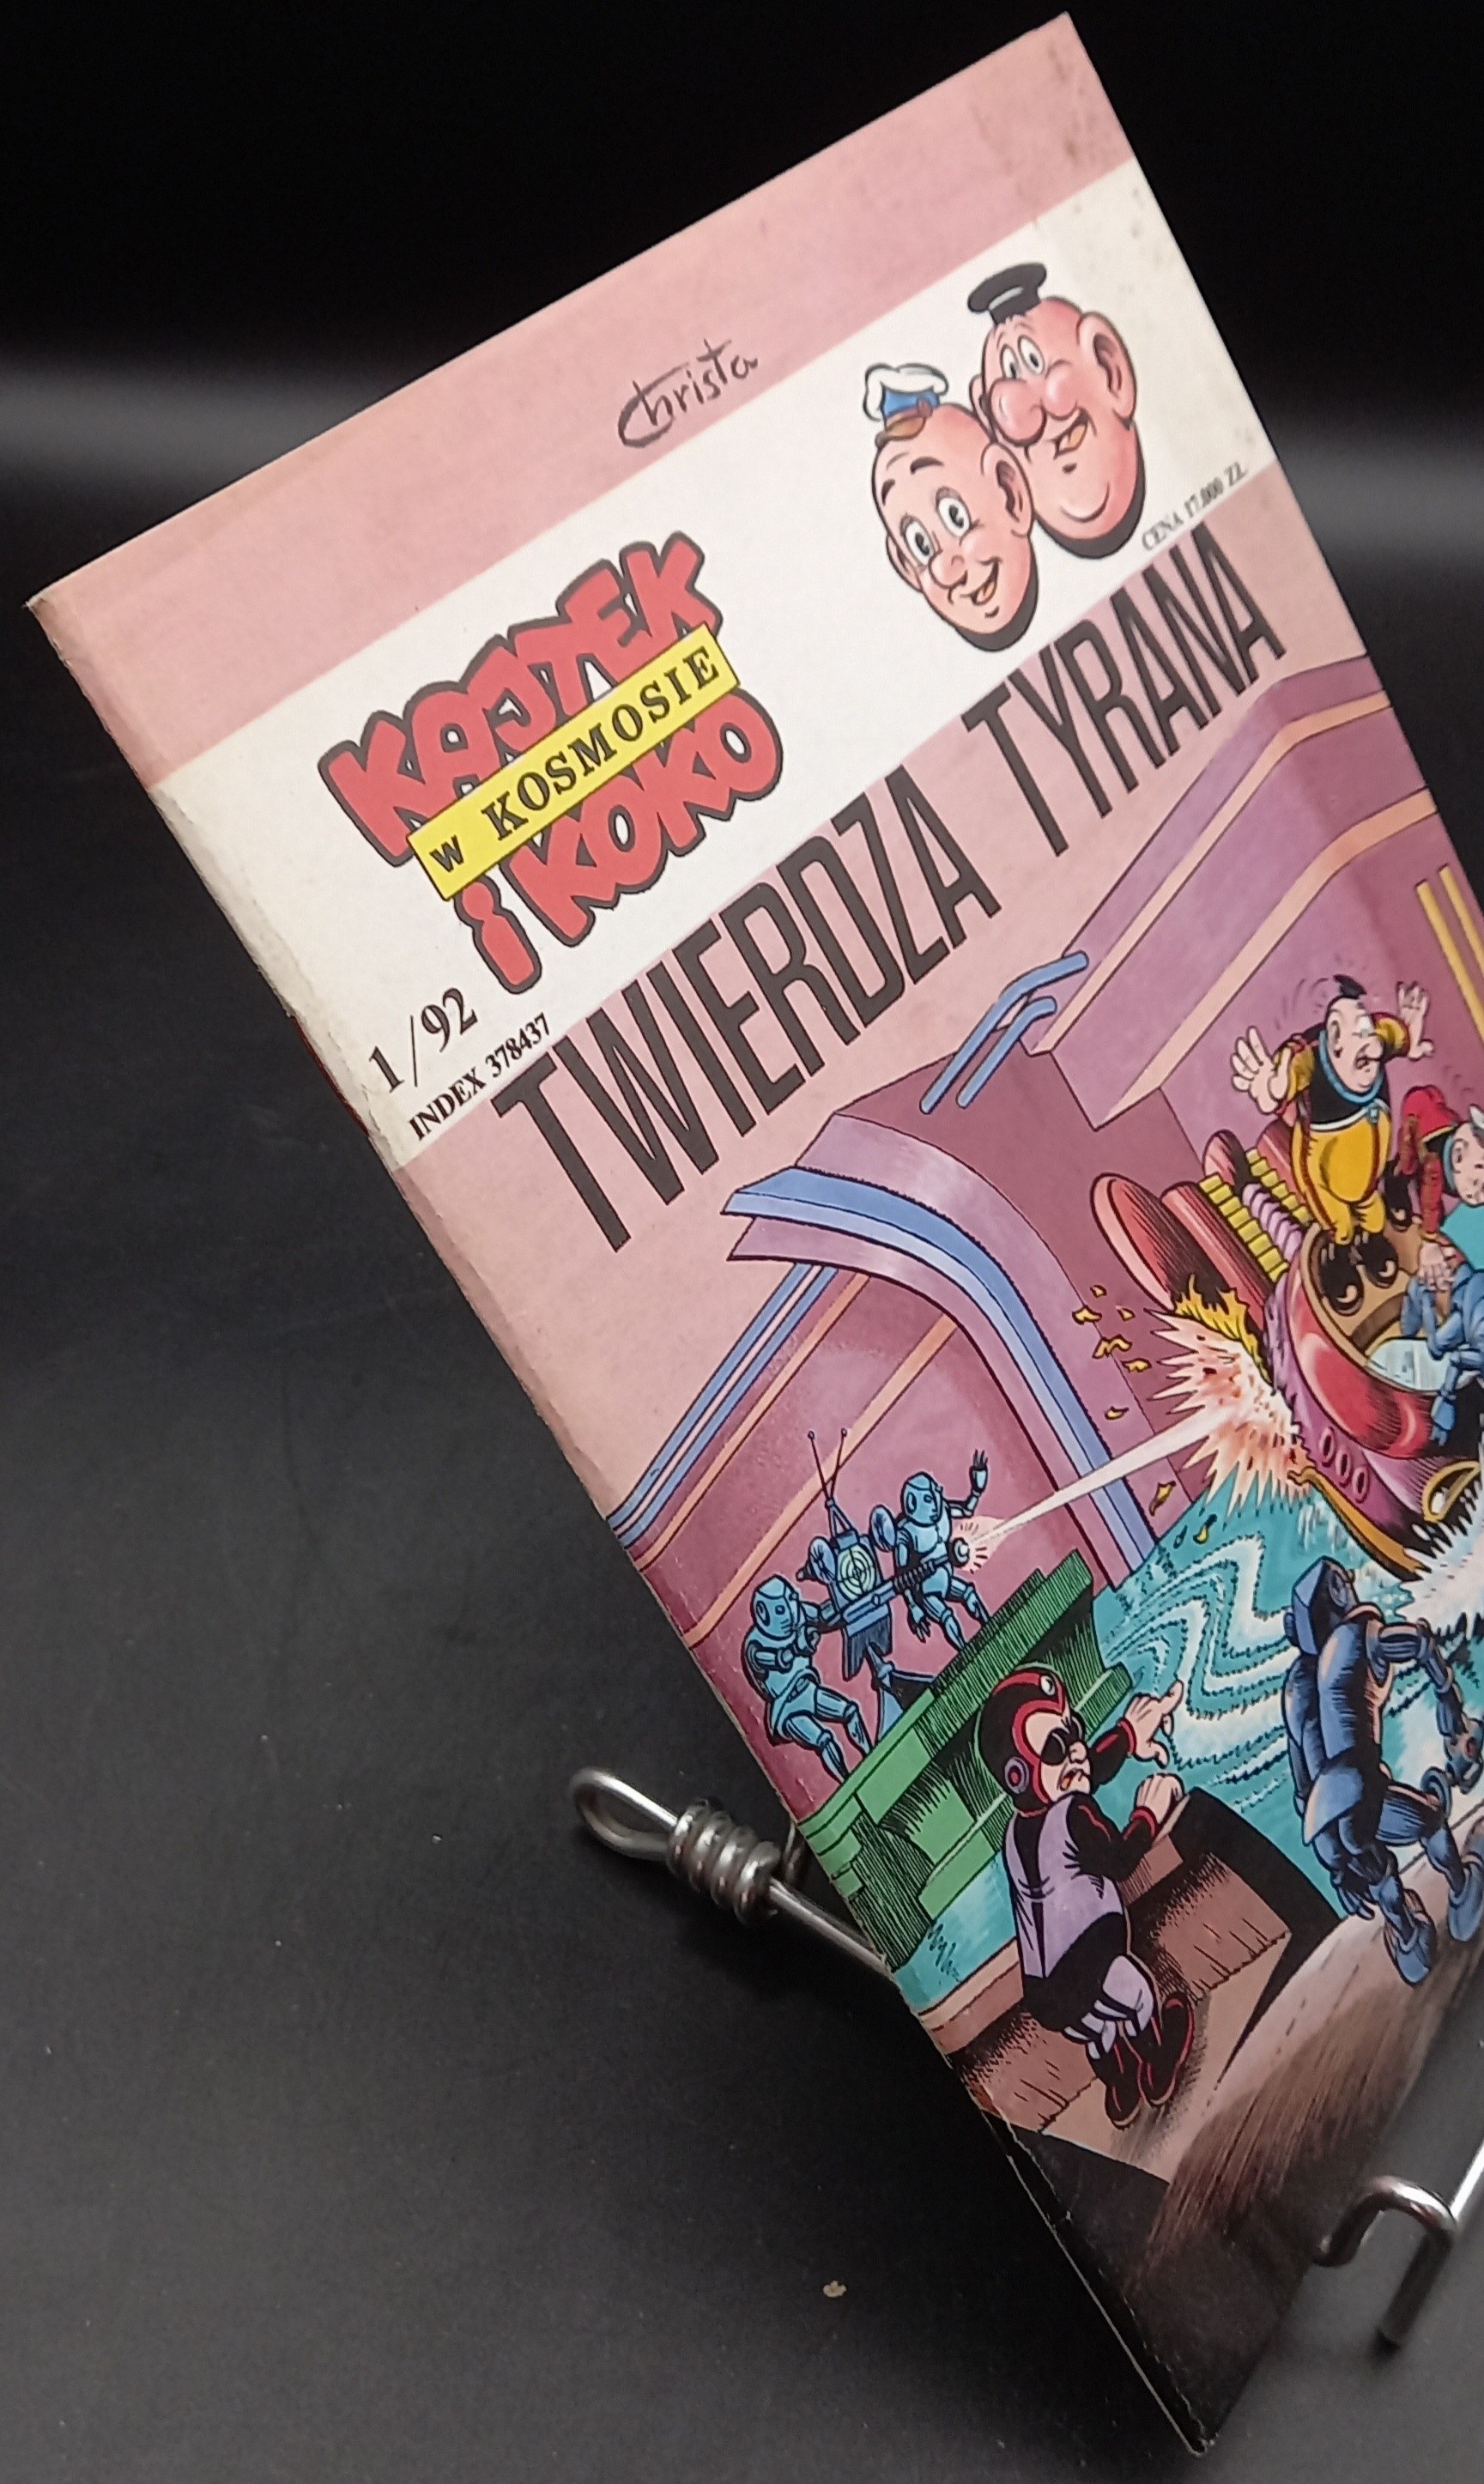 Christa
KAJTEK
w KOSMOSIE
i KOKO
1/92
INDEX 378437
CENA 17.000 ZŁ
TWIERDZA TYRANA